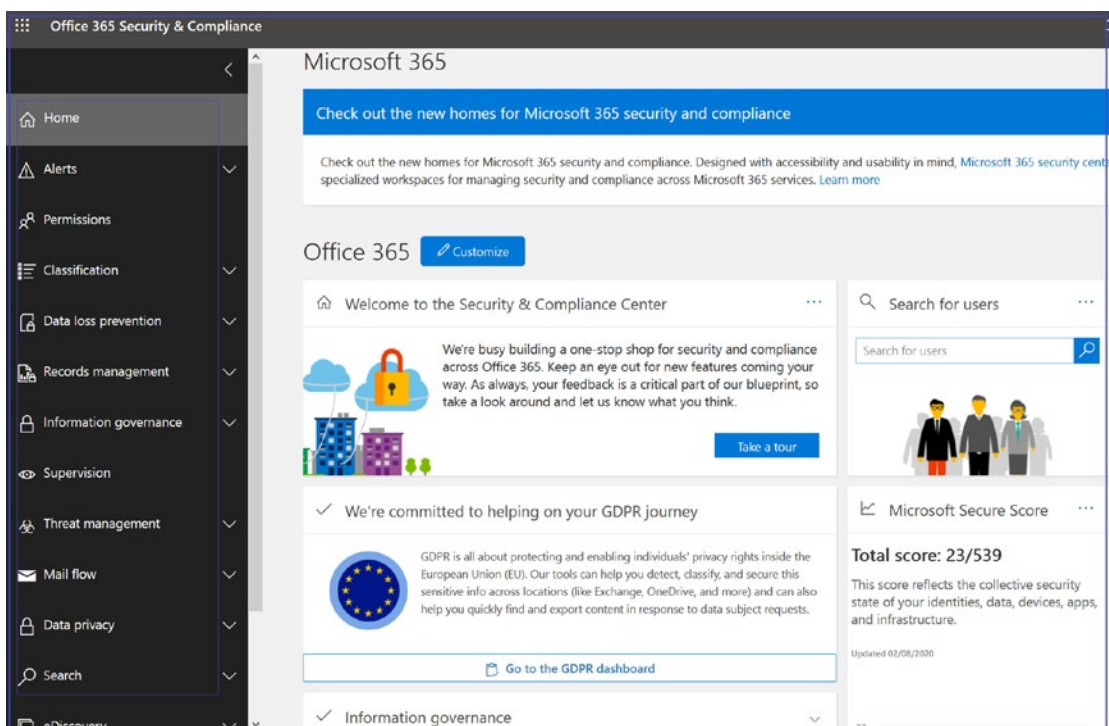 Office 365 Security & Compliance
Home
Alerts
Permissions
Classification
Data loss prevention
Records management
Information governance
Supervision
Threat management
Mail flow
Data privacy
Search
eDiscovery
Microsoft 365
Check out the new homes for Microsoft 365 security and compliance
Check out the new homes for Microsoft 365 security and compliance. Designed with accessibility and usability in mind, Microsoft 365 security cent
specialized workspaces for managing security and compliance across Microsoft 365 services. Learn more
Office 365
Customize
Welcome to the Security & Compliance Center
We're busy building a one-stop shop for security and compliance
across Office 365. Keep an eye out for new features coming your
way. As always, your feedback is a critical part of our blueprint, so
take a look around and let us know what you think.
Take a tour
Search for users
Search for users
We're committed to helping on your GDPR journey
GDPR is all about protecting and enabling individuals' privacy rights inside the
European Union (EU). Our tools can help you detect, classify, and secure this
sensitive info across locations (like Exchange, OneDrive, and more) and can also
help you quickly find and export content in response to data subject requests.
Go to the GDPR dashboard
Microsoft Secure Score
Total score: 23/539
This score reflects the collective security
state of your identities, data, devices, apps,
and infrastructure.
Updated 02/08/2020
Information governance